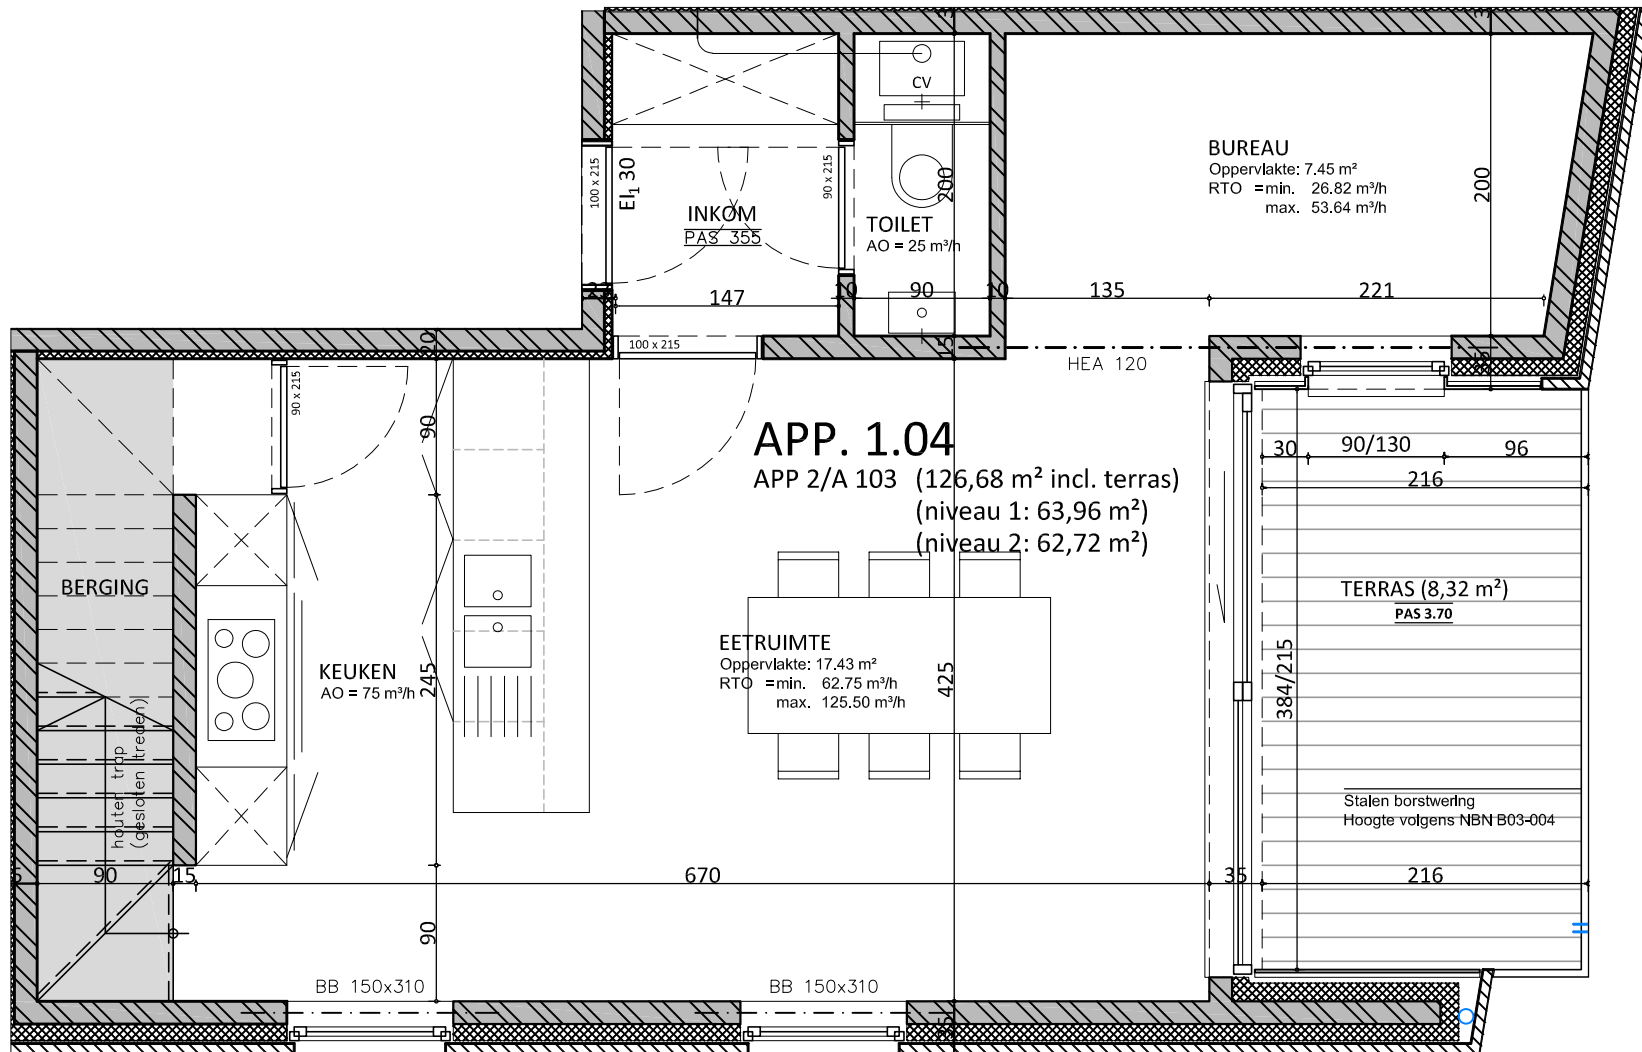 CV
BUREAU
Oppervlakte: 7.45 m²
RTO = min. 26.82 m³/h
max. 53.64 m³/h
200
200
100 x 215
EI₁ 30
90 x 215
INKOM
PAS 355
TOILET
AO = 25 m³/h
147
10
90
10
135
221
20
100 x 215
15
HEA 120
35
90 x 215
90
APP. 1.04
APP 2/A 103 (126,68 m² incl. terras)
(niveau 1: 63,96 m²)
(niveau 2: 62,72 m²)
30
90/130
96
216
BERGING
TERRAS (8,32 m²)
PAS 3.70
EETRUIMTE
Oppervlakte: 17.43 m²
RTO = min. 62.75 m³/h
max. 125.50 m³/h
KEUKEN
AO = 75 m³/h
245
425
384/215
houten trap
(gesloten treden)
Stalen borstwering
Hoogte volgens NBN B03-004
90
15
670
35
216
90
BB 150x310
BB 150x310
35